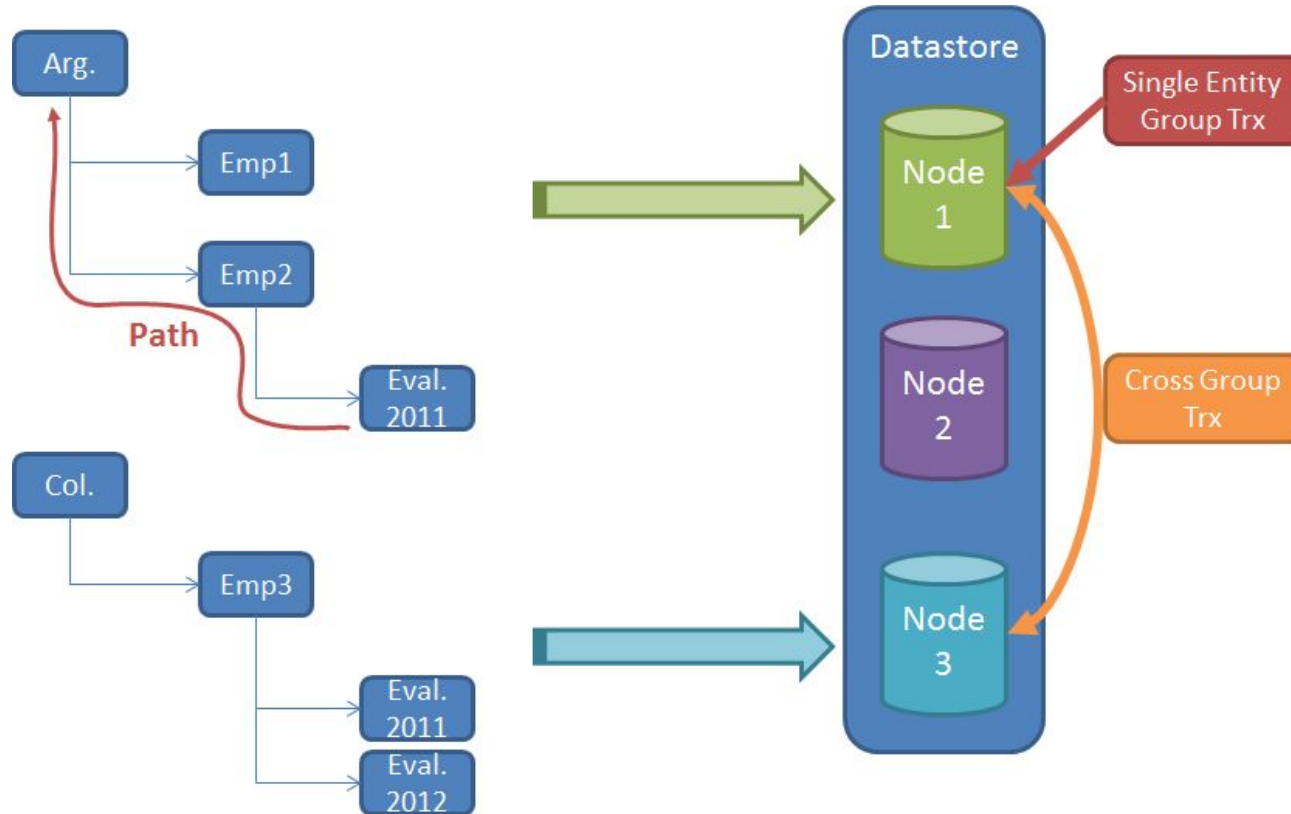 Arg.
Emp1
Emp2
Path
Eval.
2011
Col.
Emp3
Eval.
2011
Eval.
2012
Datastore
Node
1
Node
2
Node
3
Single Entity
Group Trx
Cross Group
Trx